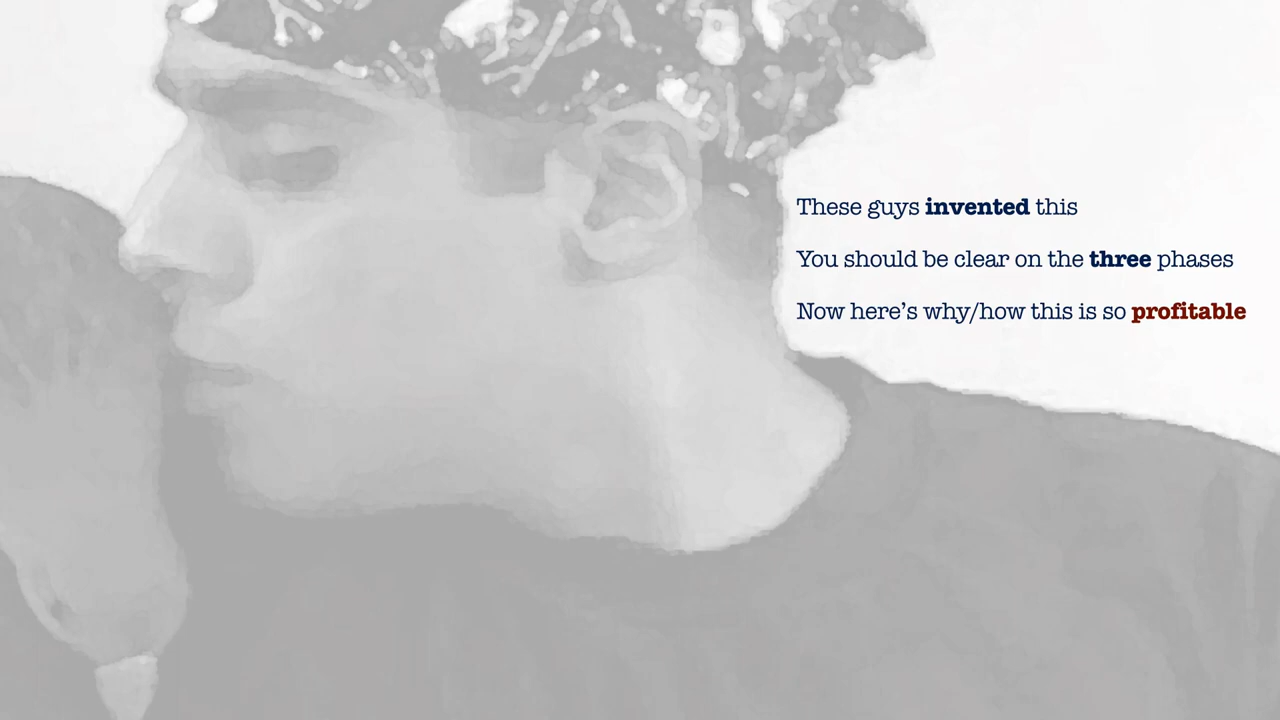 These guys invented this
You should be clear on the three phases
Now here’s why/how this is so profitable